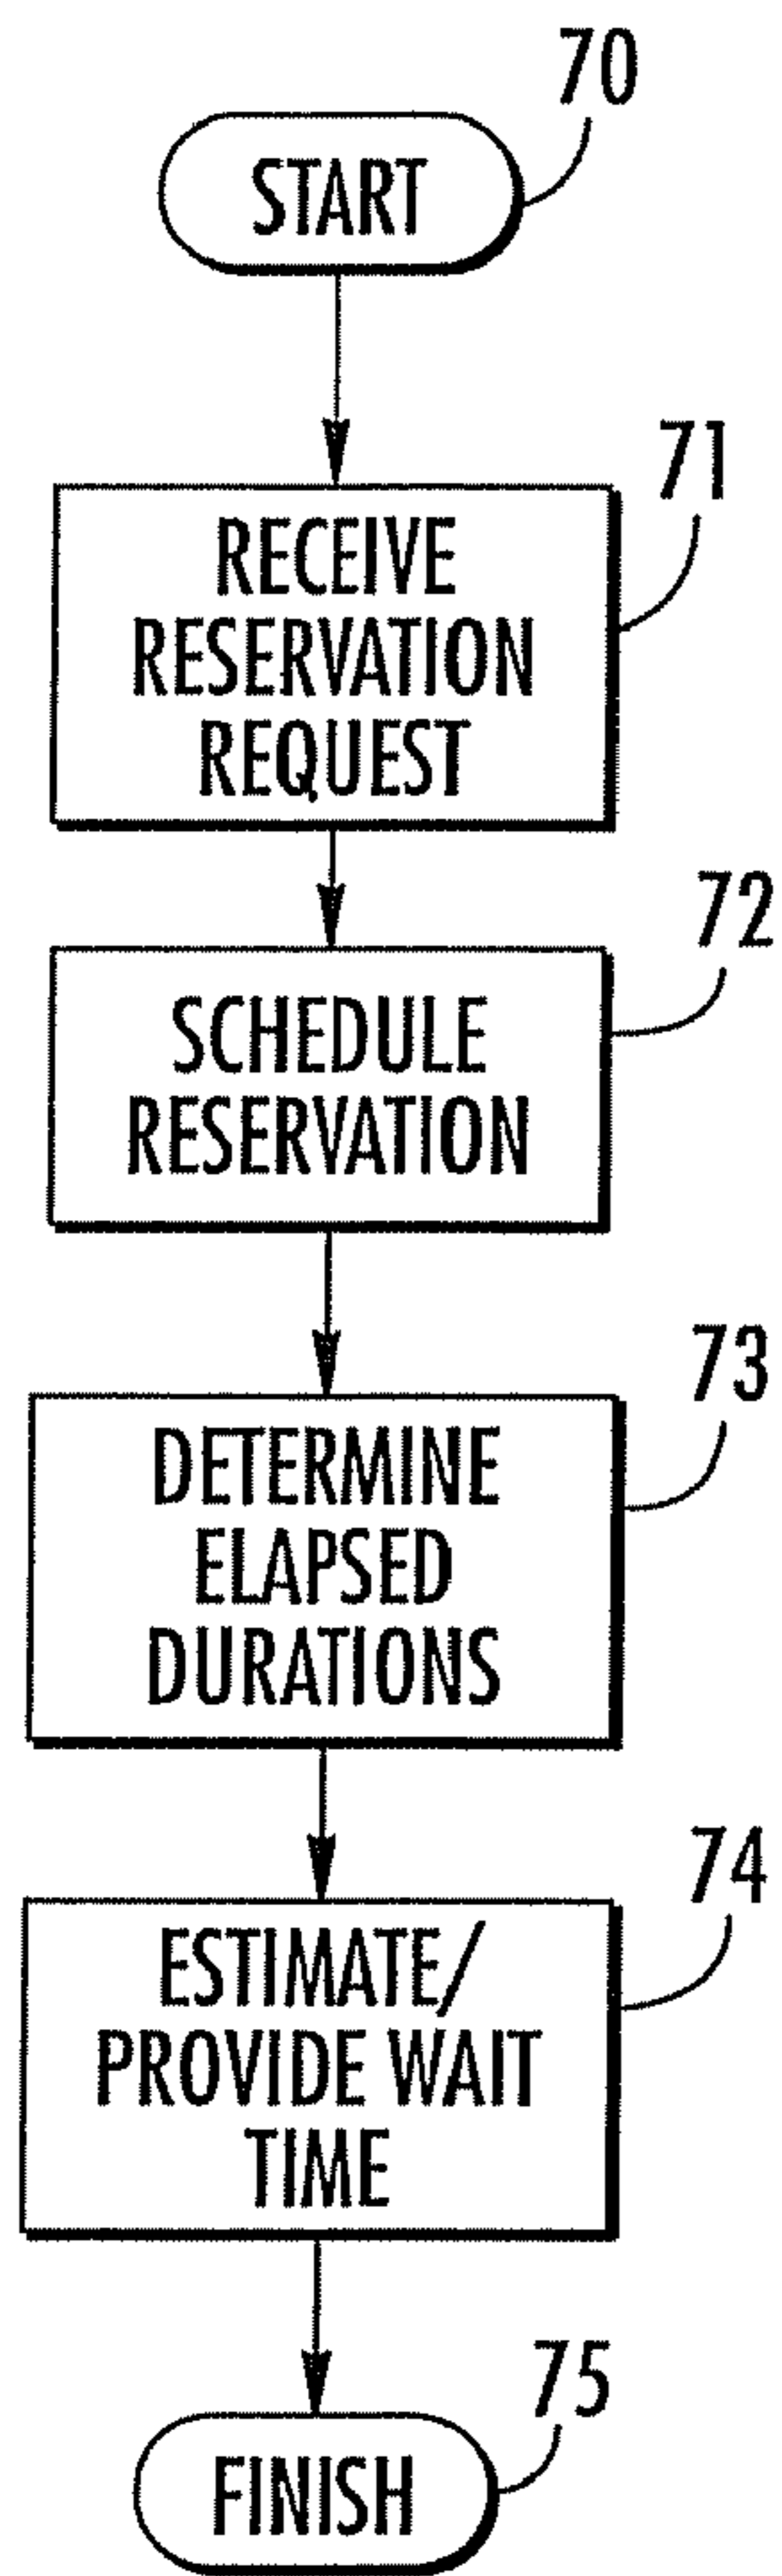 70
START
71
RECEIVE
RESERVATION
REQUEST
72
SCHEDULE
RESERVATION
73
DETERMINE
ELAPSED
DURATIONS
74
ESTIMATE/
PROVIDE WAIT
TIME
75
FINISH